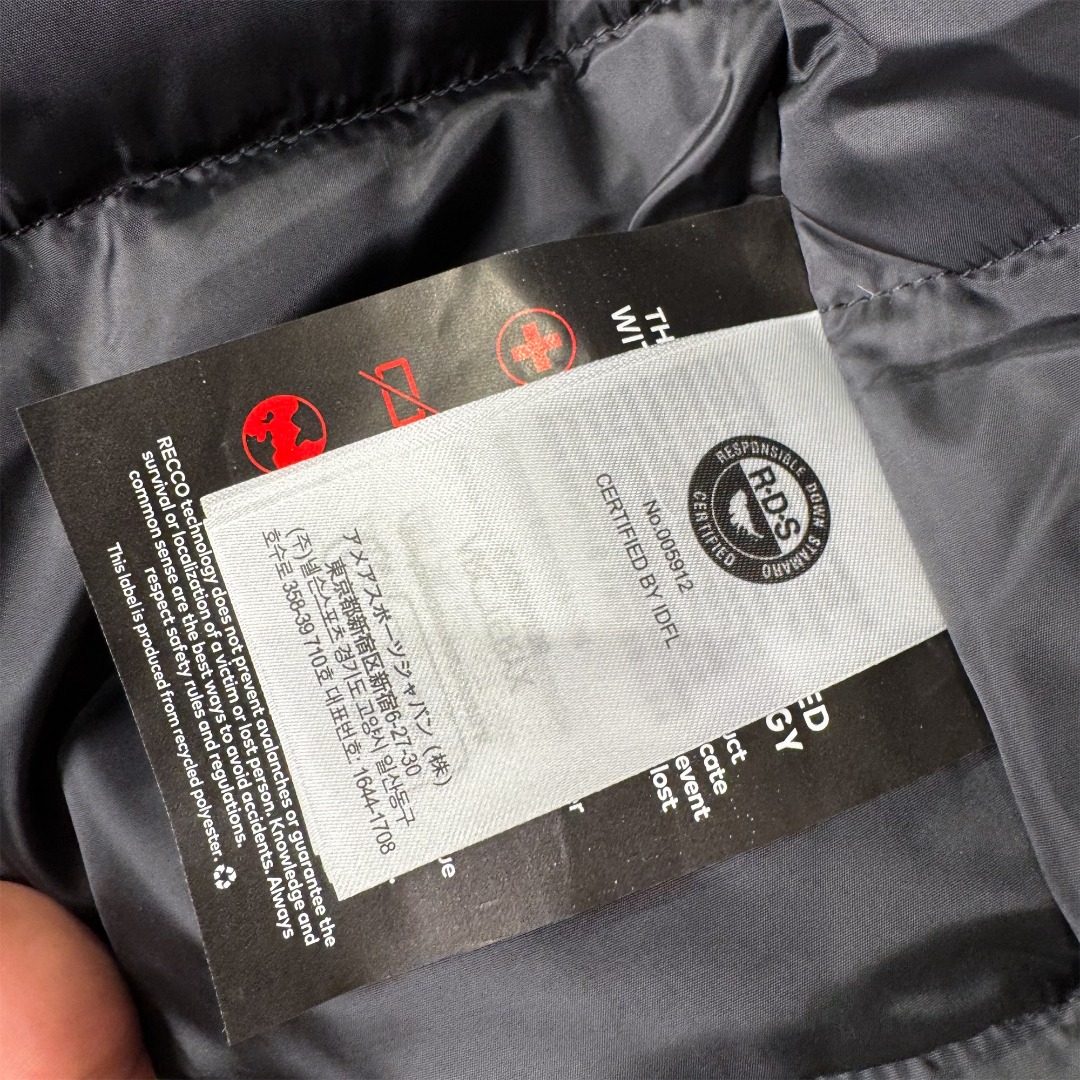 RESPONSIBLE DOWN STANDARD
R·D·S
CERTIFIED
No.005912
CERTIFIED BY IDFL
アメアスポーツジャパン（株）
東京都新宿区新宿6-27-30
(주)넬슨스포츠 경기도 고양시 일산동구
호수로 358-39 710호 대표번호: 1644-1708
TH
WIT
ED
GY
uct
cate
event
lost
r
ue
RECCO technology does not prevent avalanches or guarantee the
survival or localization of a victim or lost person. Knowledge and
common sense are the best ways to avoid accidents. Always
respect safety rules and regulations.
This label is produced from recycled polyester.